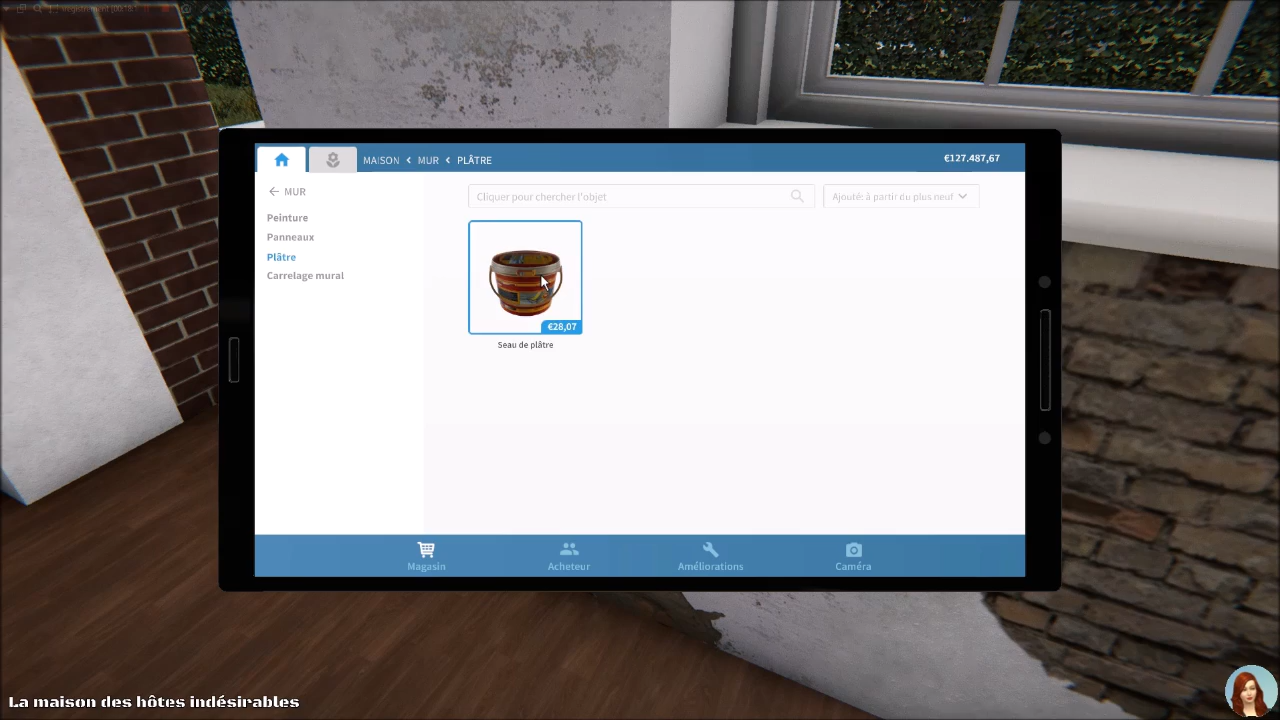 MAISON < MUR < PLÂTRE
€127.487,67
← MUR
Peinture
Panneaux
Plâtre
Carrelage mural
Cliquer pour chercher l'objet
Ajouté: à partir du plus neuf
€28,07
Seau de plâtre
Magasin
Acheteur
Améliorations
Caméra
La maison des hôtes indésirables